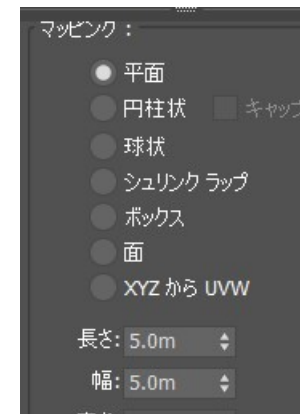 マッピング：
平面
円柱状 キャップ
球状
シュリンク ラップ
ボックス
面
XYZ から UVW
長さ: 5.0m
幅: 5.0m